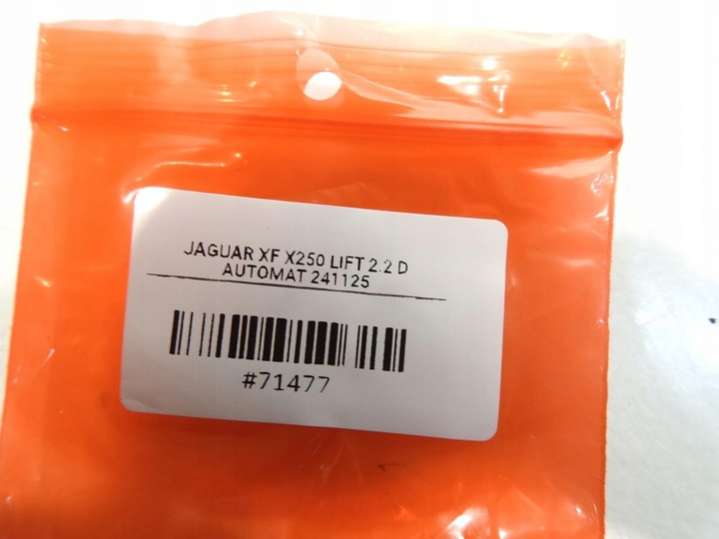 JAGUAR XF X250 LIFT 2.2 D
AUTOMAT 241125
#71477